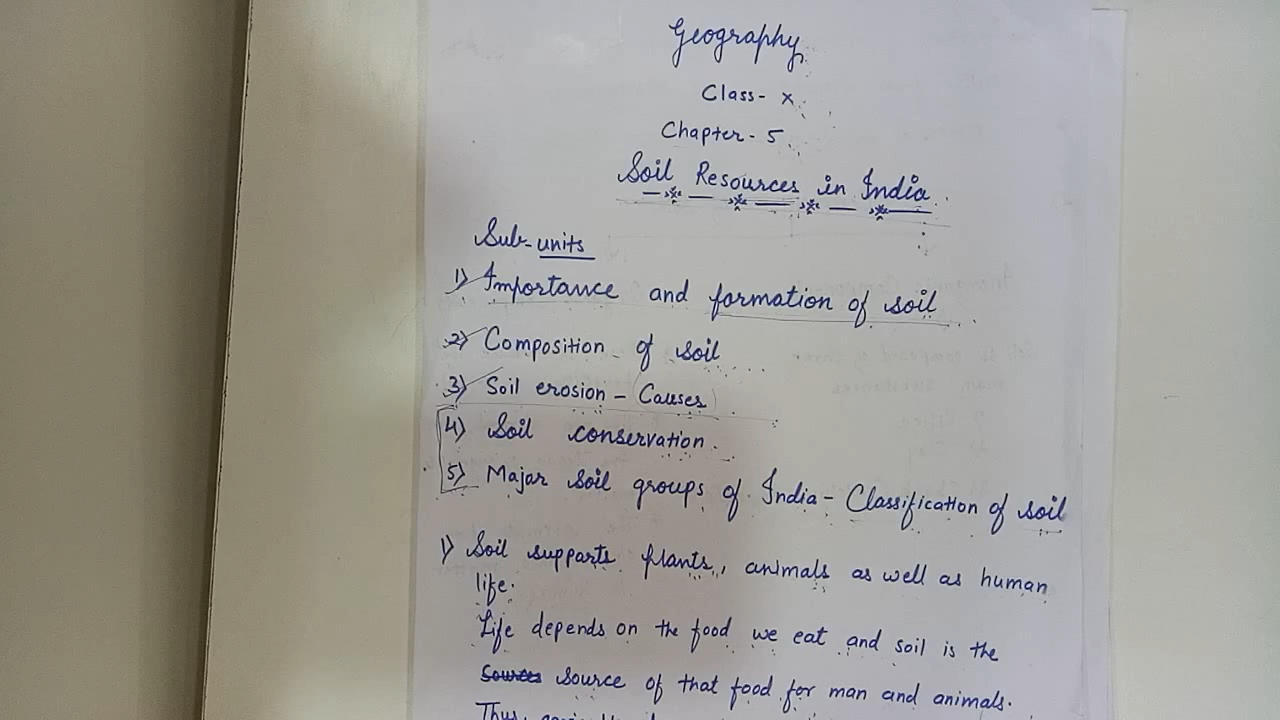 Geography
Class - X
Chapter - 5
Soil Resources in India
Sub-units
1) Importance and formation of soil
2) Composition of soil
3) Soil erosion - (Causes)
4) Soil conservation.
5) Major soil groups of India - Classification of soil
1) Soil supports plants, animals as well as human
life.
Life depends on the food we eat and soil is the
source of that food for man and animals.
Thus,